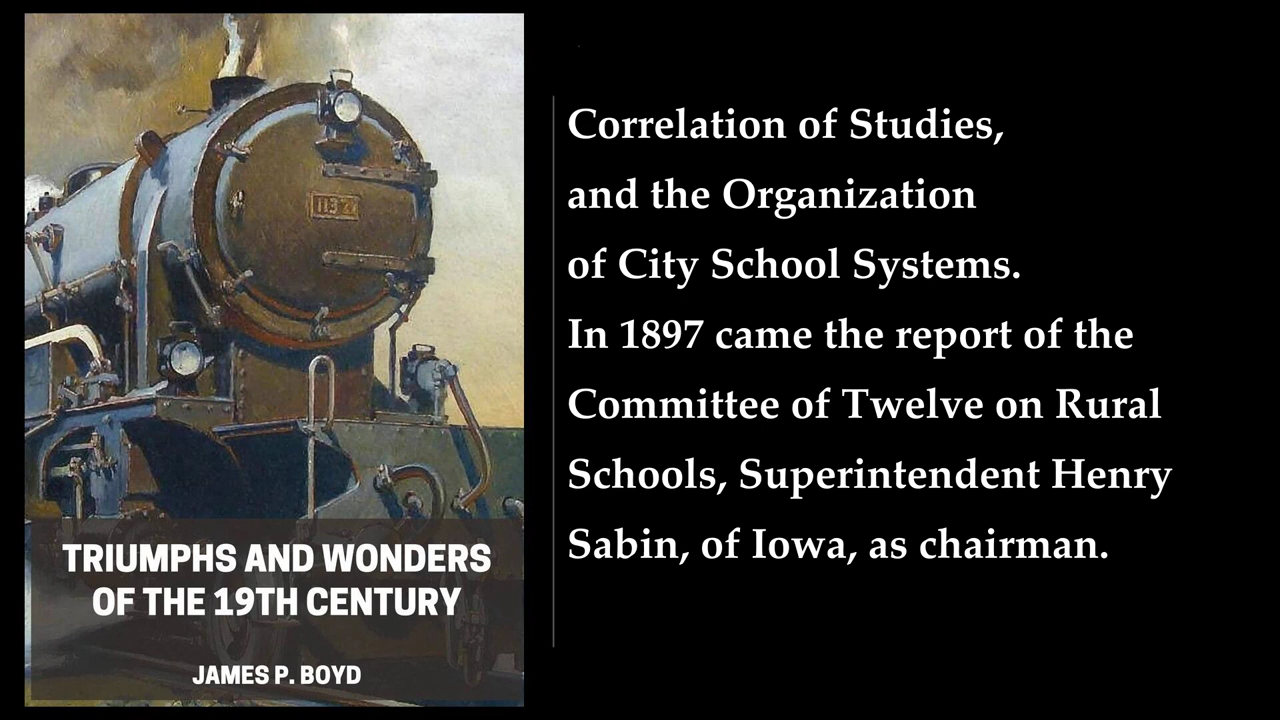 Correlation of Studies,
and the Organization
of City School Systems.
In 1897 came the report of the
Committee of Twelve on Rural
Schools, Superintendent Henry
Sabin, of Iowa, as chairman.
TRIUMPHS AND WONDERS
OF THE 19TH CENTURY
JAMES P. BOYD